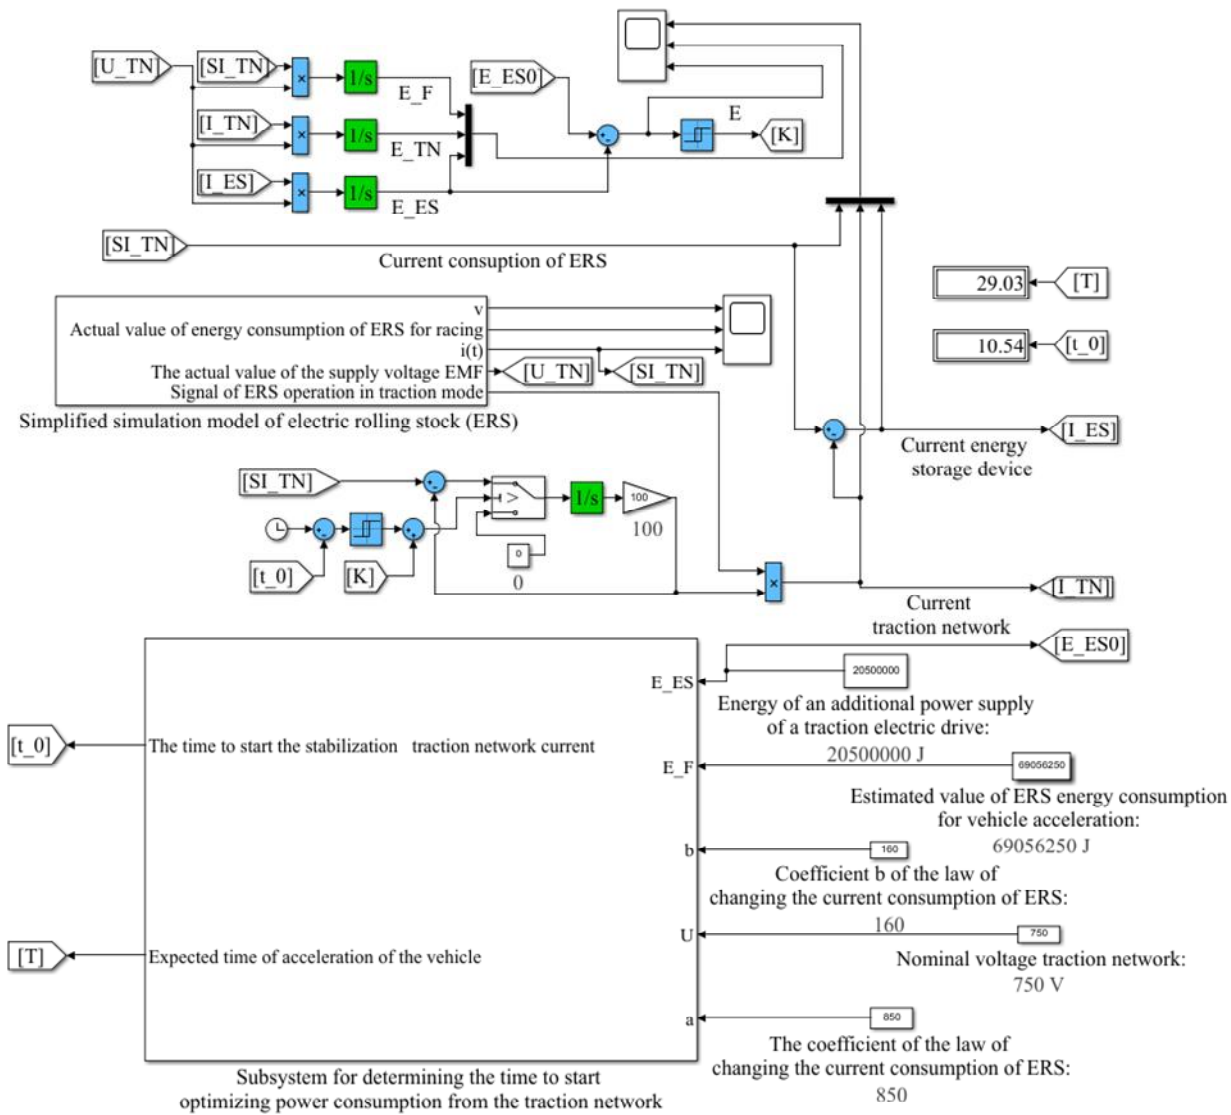 [U_TN]
[SI_TN]
×
1/s
E_F
[I_TN]
×
1/s
E_TN
[I_ES]
×
1/s
E_ES
[E_ES0]
+-
E
[K]
[SI_TN]
Current consuption of ERS
29.03
[T]
10.54
[t_0]
v
Actual value of energy consumption of ERS for racing
i(t)
The actual value of the supply voltage EMF
Signal of ERS operation in traction mode
[U_TN]
[SI_TN]
Simplified simulation model of electric rolling stock (ERS)
+-
[I_ES]
Current energy
storage device
[SI_TN]
+-
>
1/s
100
100
+-
++
[t_0]
[K]
0
0
×
[I_TN]
Current
traction network
[E_ES0]
E_ES
20500000
Energy of an additional power supply
of a traction electric drive:
20500000 J
[t_0]
The time to start the stabilization traction network current
E_F
69056250
Estimated value of ERS energy consumption
for vehicle acceleration:
69056250 J
b
160
Coefficient b of the law of
changing the current consumption of ERS:
160
U
750
Nominal voltage traction network:
750 V
[T]
Expected time of acceleration of the vehicle
a
850
The coefficient of the law of
changing the current consumption of ERS:
850
Subsystem for determining the time to start
optimizing power consumption from the traction network